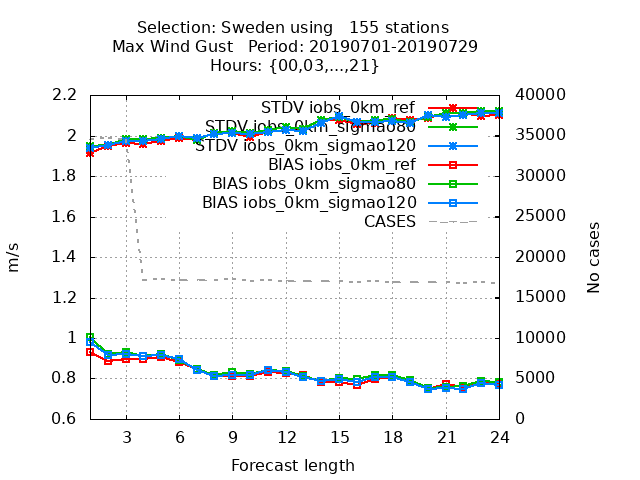 Selection: Sweden using 155 stations
Max Wind Gust Period: 20190701-20190729
Hours: {00,03,...,21}
2.2
2
1.8
1.6
1.4
1.2
1
0.8
0.6
m/s
STDV iobs_0km_ref
STDV iobs_0km_sigmao80
STDV iobs_0km_sigmao120
BIAS iobs_0km_ref
BIAS iobs_0km_sigmao80
BIAS iobs_0km_sigmao120
CASES
40000
35000
30000
25000
20000
15000
10000
5000
0
No cases
3 6 9 12 15 18 21 24
Forecast length